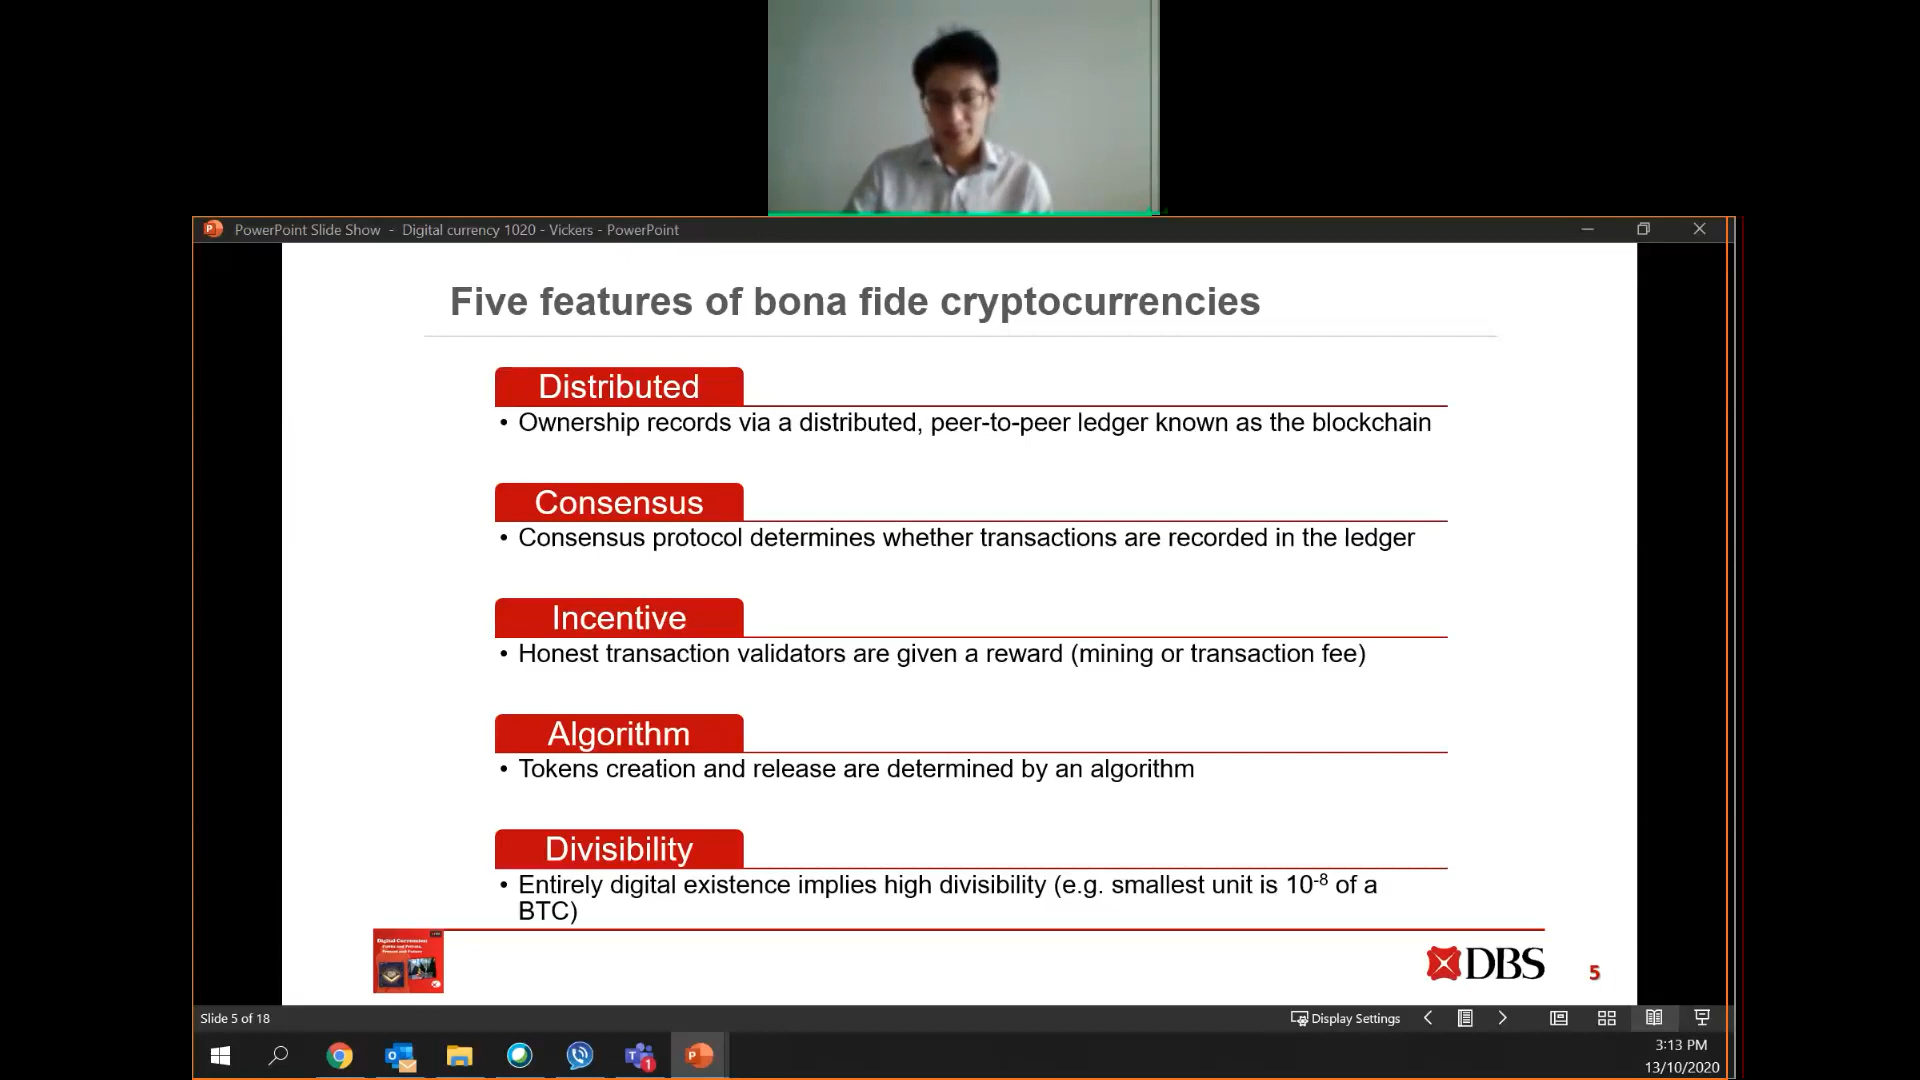 PowerPoint Slide Show - Digital currency 1020 - Vickers - PowerPoint
Five features of bona fide cryptocurrencies
Distributed
• Ownership records via a distributed, peer-to-peer ledger known as the blockchain
Consensus
• Consensus protocol determines whether transactions are recorded in the ledger
Incentive
• Honest transaction validators are given a reward (mining or transaction fee)
Algorithm
• Tokens creation and release are determined by an algorithm
Divisibility
• Entirely digital existence implies high divisibility (e.g. smallest unit is 10⁻⁸ of a
BTC)
Digital Currencies
DBS
5
Slide 5 of 18
Display Settings
1
3:13 PM
13/10/2020